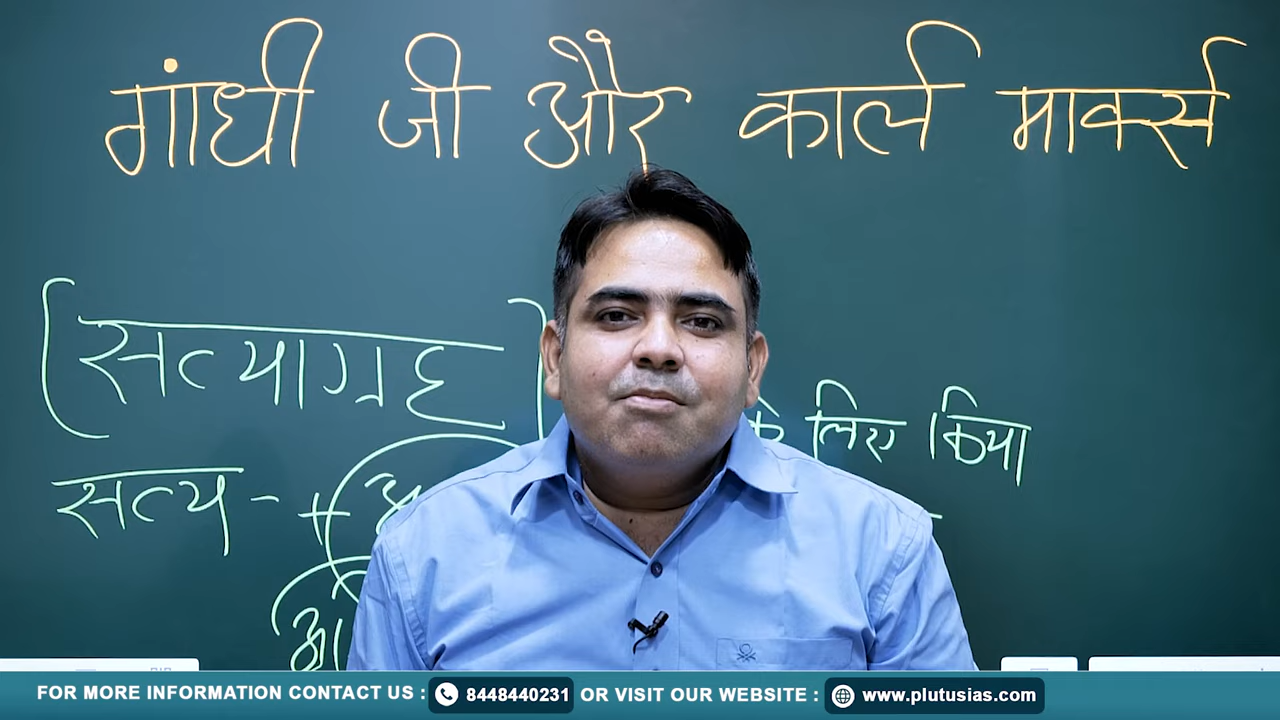 गांधी जी और कार्ल मार्क्स
[सत्याग्रह]
के लिए किया
सत्य - +
FOR MORE INFORMATION CONTACT US : 8448440231 OR VISIT OUR WEBSITE : www.plutusias.com